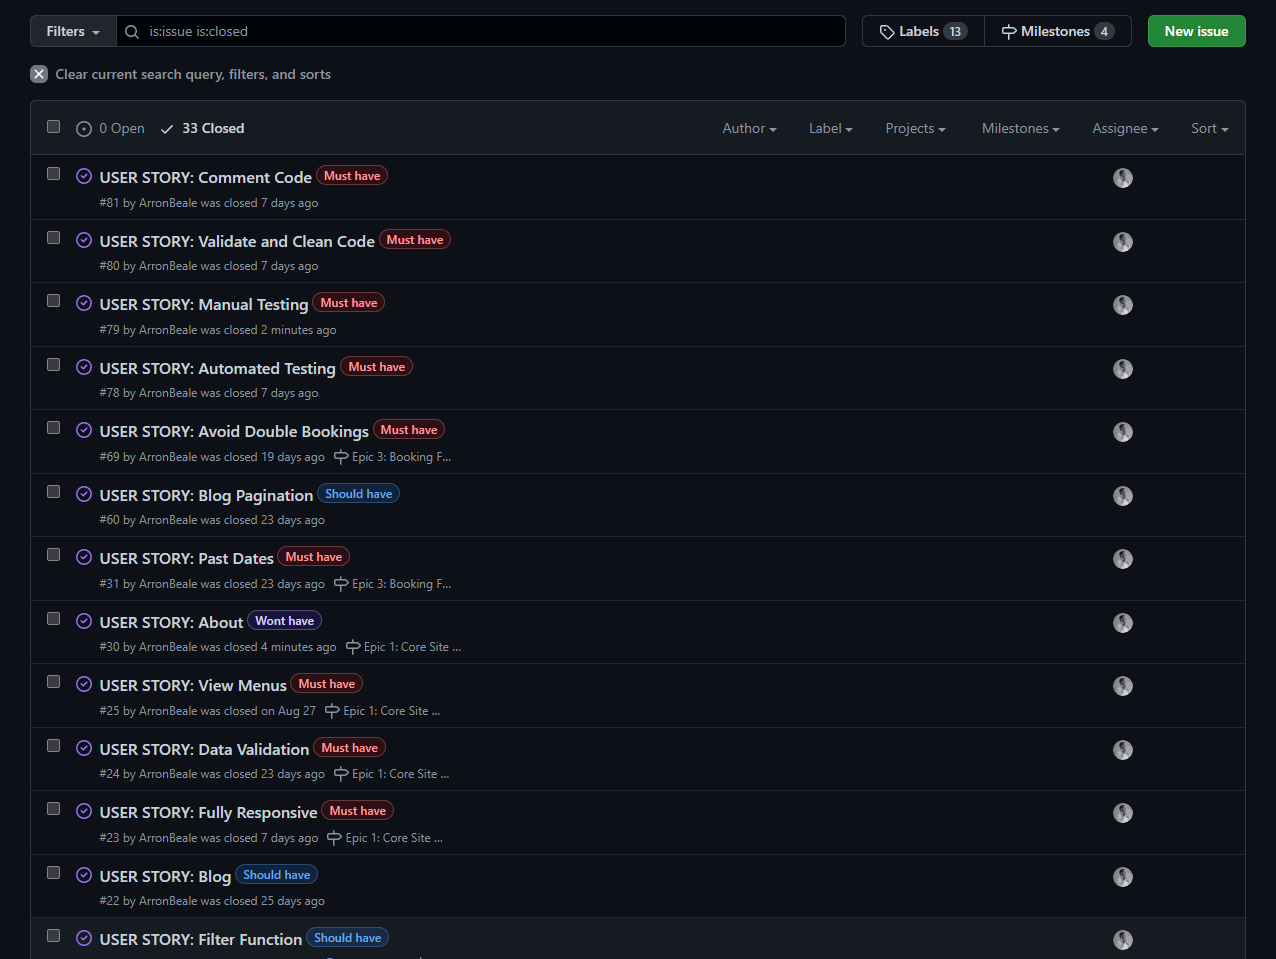 Filters
is:issue is:closed
Labels 13
Milestones 4
New issue
Clear current search query, filters, and sorts
0 Open 33 Closed Author Label Projects Milestones Assignee Sort
USER STORY: Comment Code Must have
#81 by ArronBeale was closed 7 days ago
USER STORY: Validate and Clean Code Must have
#80 by ArronBeale was closed 7 days ago
USER STORY: Manual Testing Must have
#79 by ArronBeale was closed 2 minutes ago
USER STORY: Automated Testing Must have
#78 by ArronBeale was closed 7 days ago
USER STORY: Avoid Double Bookings Must have
#69 by ArronBeale was closed 19 days ago Epic 3: Booking F...
USER STORY: Blog Pagination Should have
#60 by ArronBeale was closed 23 days ago
USER STORY: Past Dates Must have
#31 by ArronBeale was closed 23 days ago Epic 3: Booking F...
USER STORY: About Wont have
#30 by ArronBeale was closed 4 minutes ago Epic 1: Core Site ...
USER STORY: View Menus Must have
#25 by ArronBeale was closed on Aug 27 Epic 1: Core Site ...
USER STORY: Data Validation Must have
#24 by ArronBeale was closed 23 days ago Epic 1: Core Site ...
USER STORY: Fully Responsive Must have
#23 by ArronBeale was closed 7 days ago Epic 1: Core Site ...
USER STORY: Blog Should have
#22 by ArronBeale was closed 25 days ago
USER STORY: Filter Function Should have